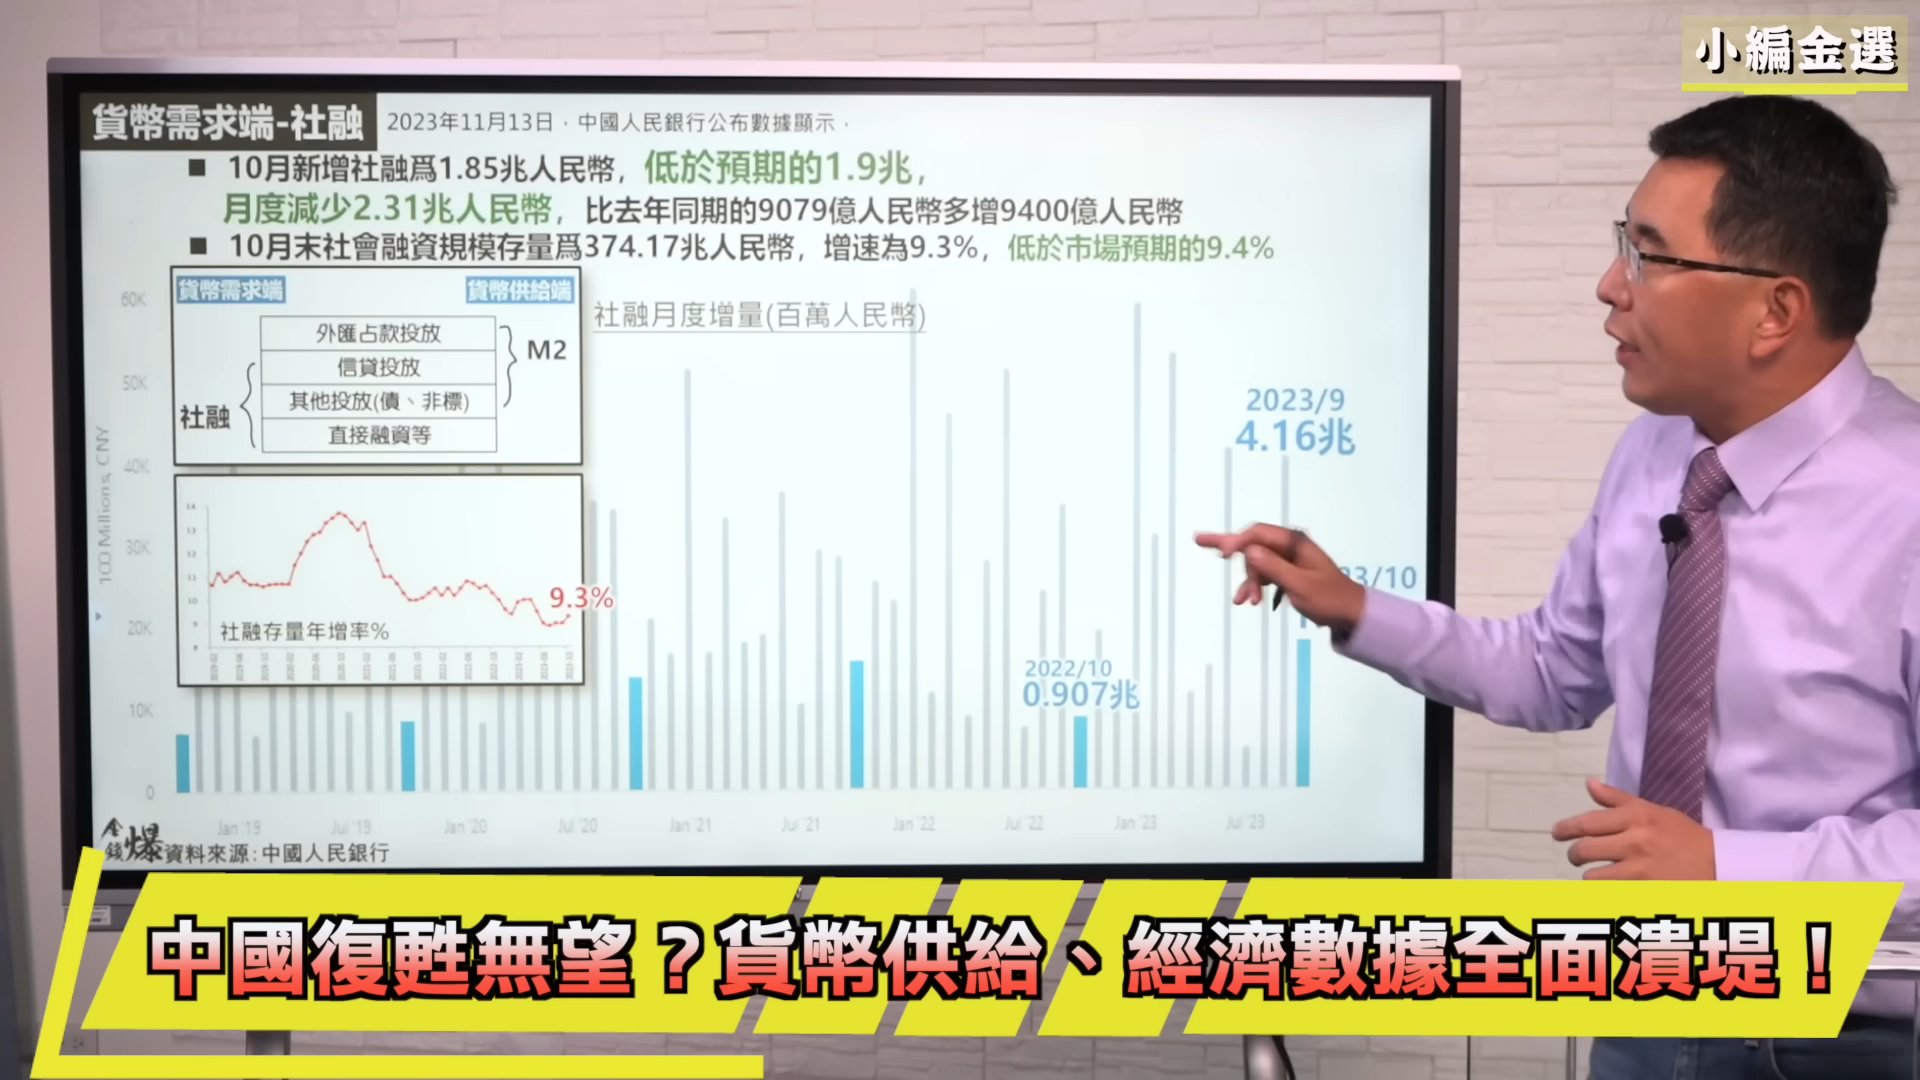 小編金選
貨幣需求端-社融
2023年11月13日，中國人民銀行公布數據顯示，
■ 10月新增社融爲1.85兆人民幣，低於預期的1.9兆，
月度減少2.31兆人民幣，比去年同期的9079億人民幣多增9400億人民幣
■ 10月末社會融資規模存量爲374.17兆人民幣，增速為9.3%，低於市場預期的9.4%
貨幣需求端 貨幣供給端
外匯占款投放
信貸投放
其他投放(債、非標)
直接融資等
社融
M2
社融月度增量(百萬人民幣)
60K
50K
40K
30K
20K
10K
0
100 Millions, CNY
14
13
12
11
10
9
8
9.3%
社融存量年增率%
2023/9
4.16兆
23/10
2022/10
0.907兆
Jan '19 Jul '19 Jan '20 Jul '20 Jan '21 Jul '21 Jan '22 Jul '22 Jan '23 Jul '23
金錢爆
資料來源:中國人民銀行
中國復甦無望？貨幣供給、經濟數據全面潰堤！